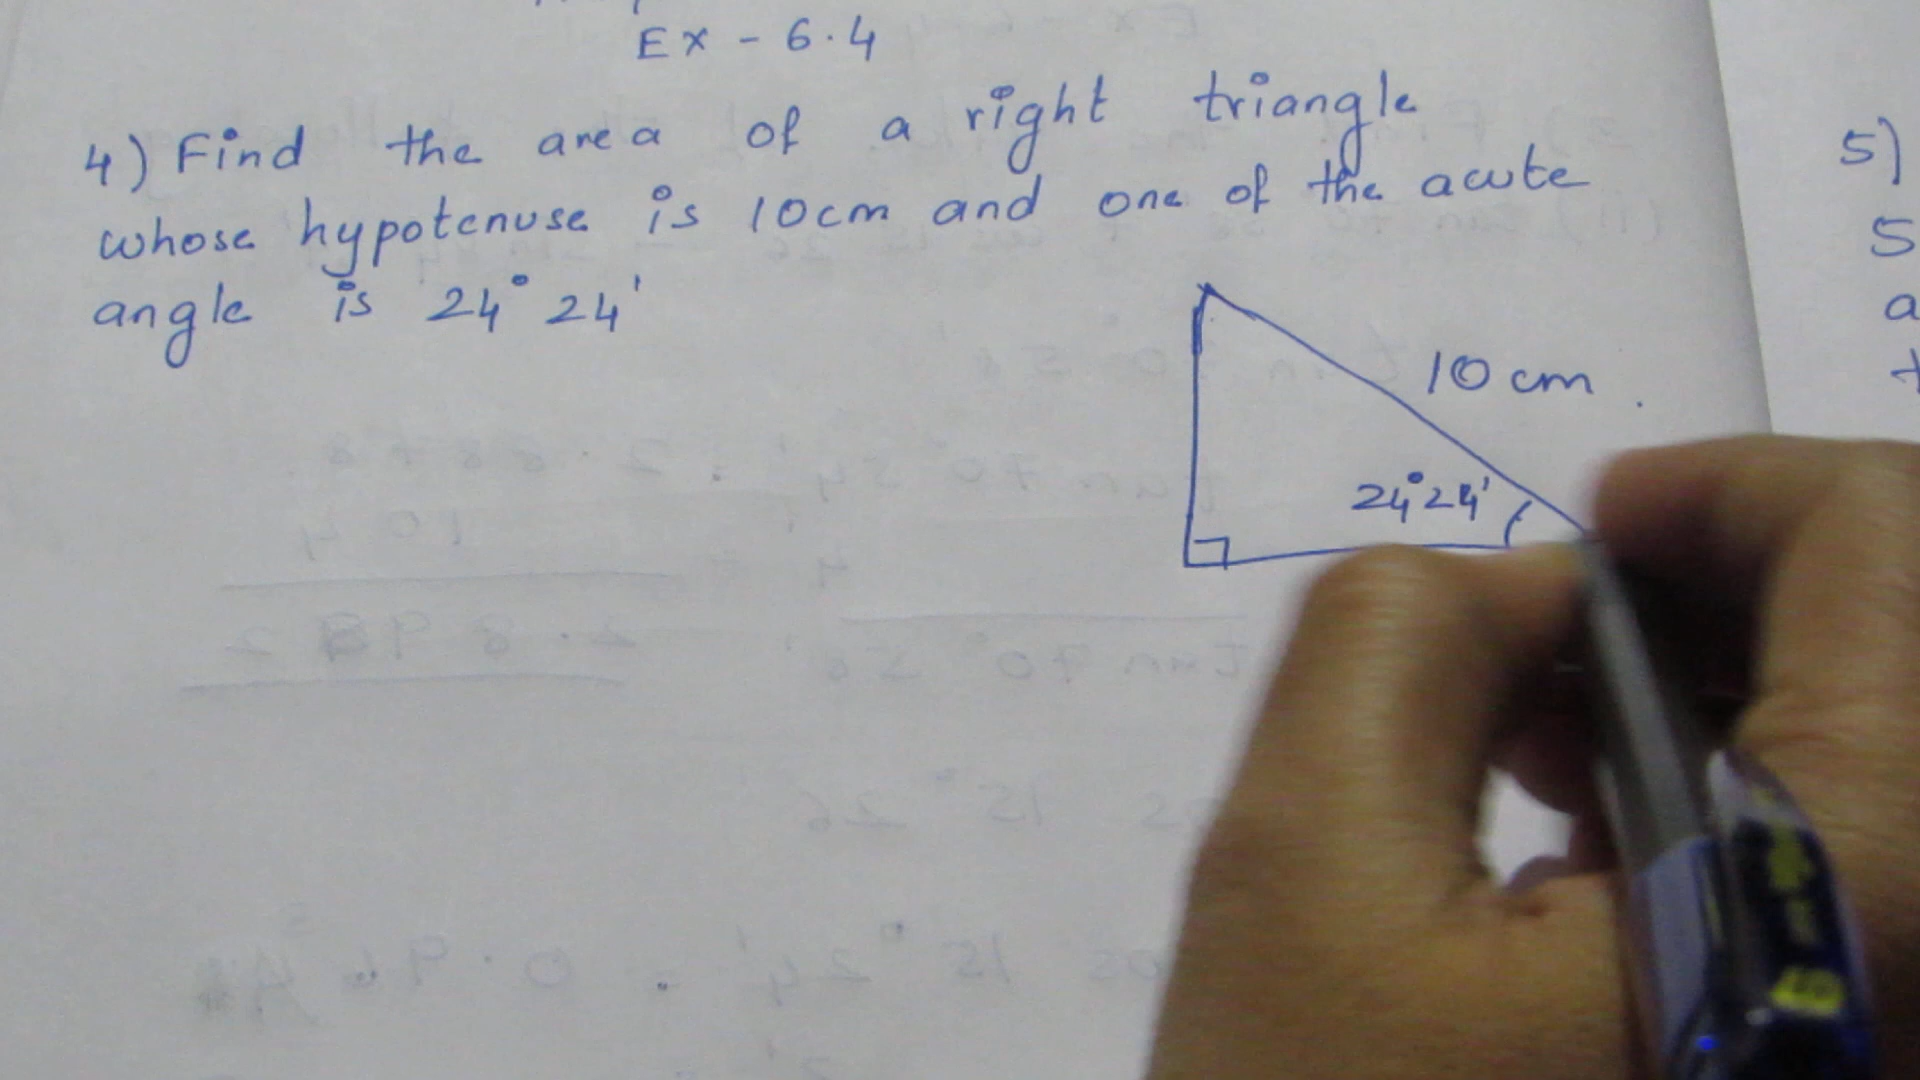 Ex - 6.4
4) Find the area of a right triangle
whose hypotenuse is 10cm and one of the acute
angle is 24° 24'
10 cm
24°24'
5)
5
a
t